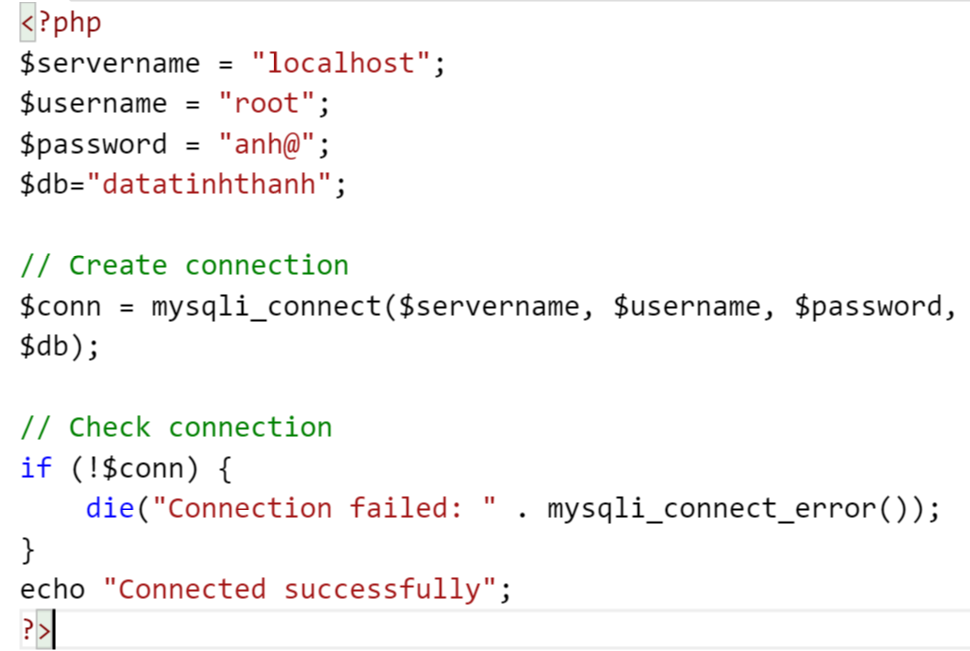 <?php
$servername = "localhost";
$username = "root";
$password = "anh@";
$db="datatinhthanh";

// Create connection
$conn = mysqli_connect($servername, $username, $password,
$db);

// Check connection
if (!$conn) {
    die("Connection failed: " . mysqli_connect_error());
}
echo "Connected successfully";
?>